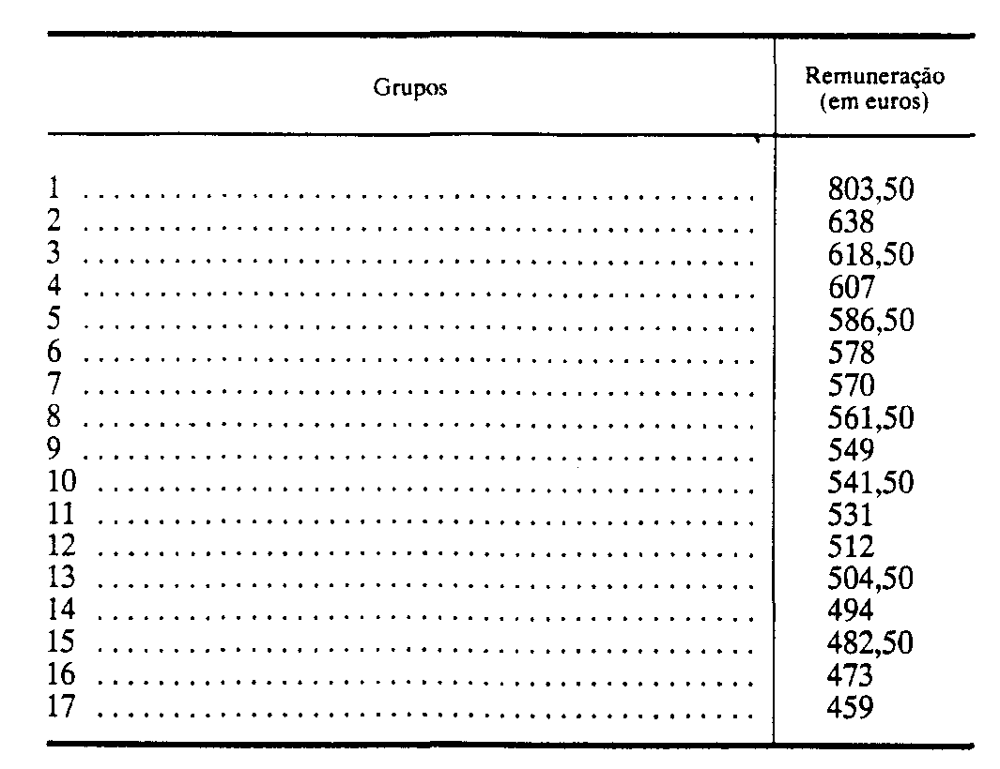 Grupos
Remuneração
(em euros)
1 ............................................. 803,50
2 ............................................. 638
3 ............................................. 618,50
4 ............................................. 607
5 ............................................. 586,50
6 ............................................. 578
7 ............................................. 570
8 ............................................. 561,50
9 ............................................. 549
10 ............................................ 541,50
11 ............................................ 531
12 ............................................ 512
13 ............................................ 504,50
14 ............................................ 494
15 ............................................ 482,50
16 ............................................ 473
17 ............................................ 459